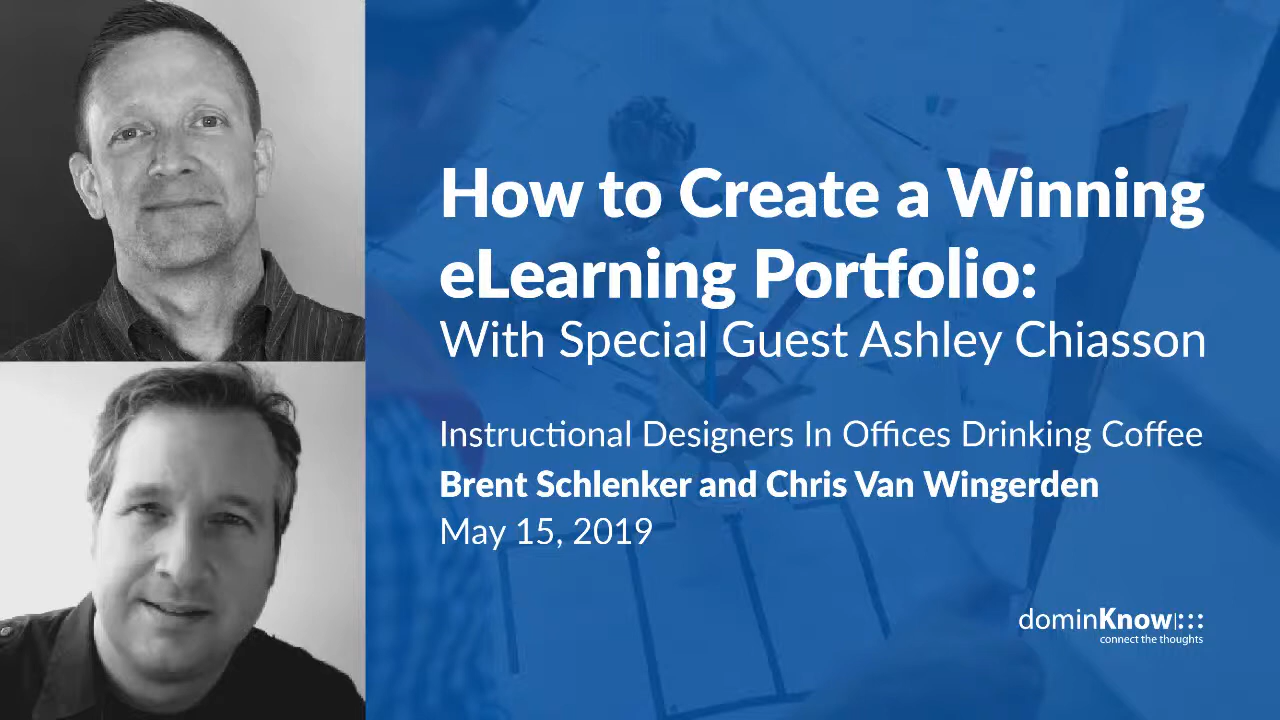 How to Create a Winning
eLearning Portfolio:
With Special Guest Ashley Chiasson
Instructional Designers In Offices Drinking Coffee
Brent Schlenker and Chris Van Wingerden
May 15, 2019
dominKnow|:::
connect the thoughts